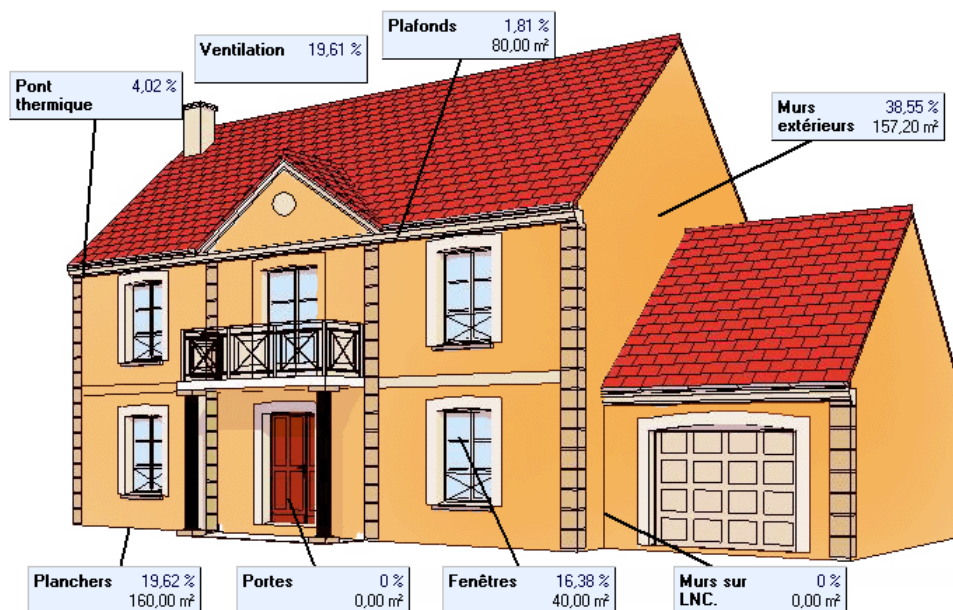 Plafonds 1,81 %
80,00 m²
Ventilation 19,61 %
Pont 4,02 %
thermique
Murs 38,55 %
extérieurs 157,20 m²
Planchers 19,62 %
160,00 m²
Portes 0 %
0,00 m²
Fenêtres 16,38 %
40,00 m²
Murs sur 0 %
LNC. 0,00 m²